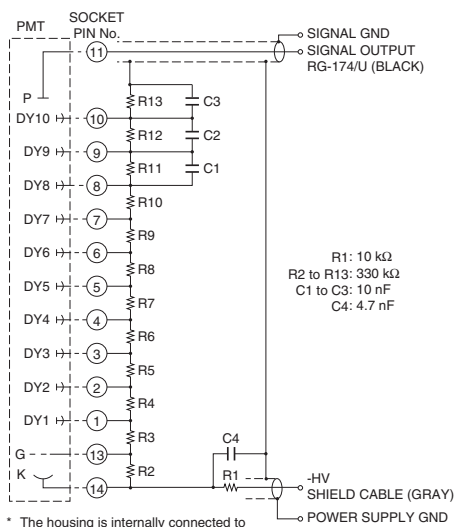 SOCKET
PMT PIN No.
11
SIGNAL GND
SIGNAL OUTPUT
RG-174/U (BLACK)
P
R13 C3
DY10 10
R12 C2
DY9 9
R11 C1
DY8 8
R10
DY7 7
R9
DY6 6
R8
DY5 5
R7
DY4 4
R6
DY3 3
R5
DY2 2
R4
DY1 1
R3
G 13
R2
K 14
C4
R1
R1: 10 kΩ
R2 to R13: 330 kΩ
C1 to C3: 10 nF
C4: 4.7 nF
-HV
SHIELD CABLE (GRAY)
POWER SUPPLY GND
* The housing is internally connected to